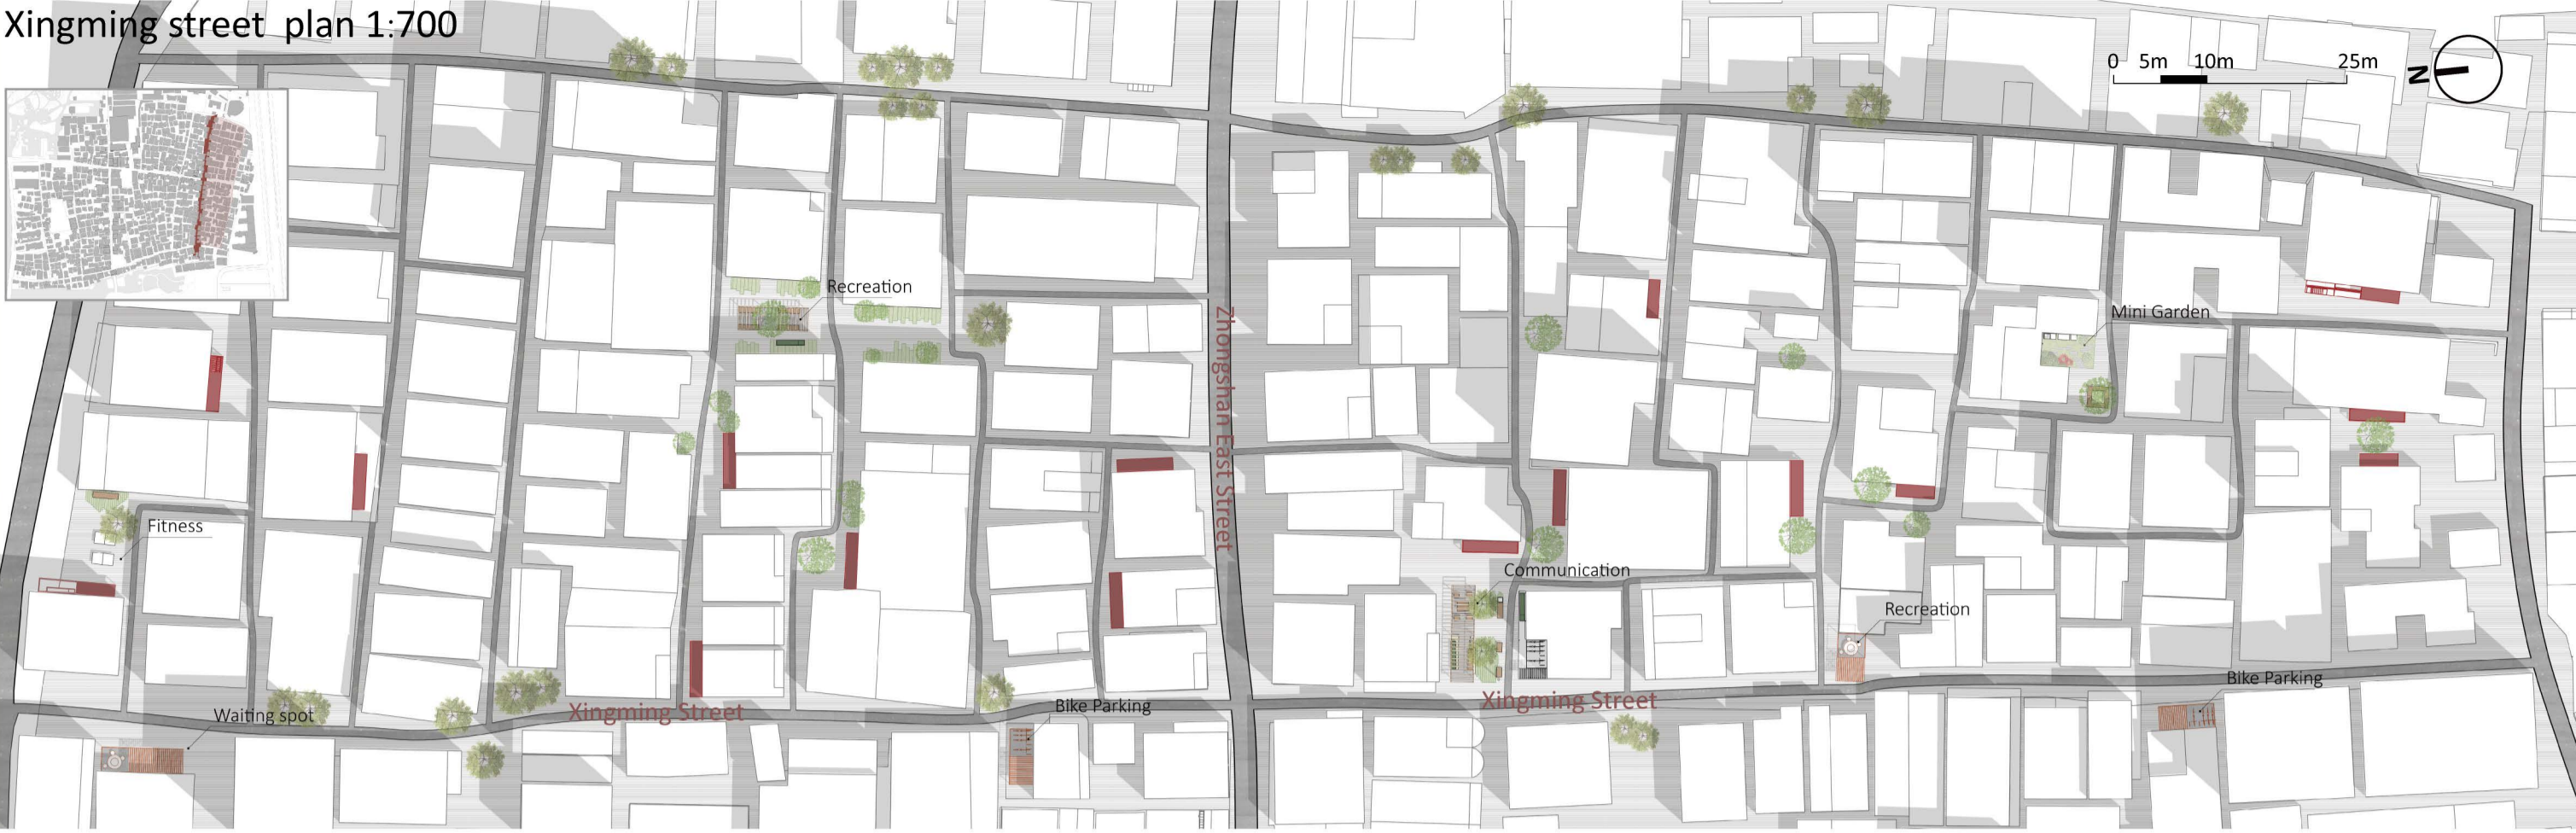 Xingming street plan 1:700
0 5m 10m 25m
N
Recreation
Mini Garden
Zhongshan East Street
Fitness
Communication
Recreation
Waiting spot
Xingming Street
Bike Parking
Xingming Street
Bike Parking